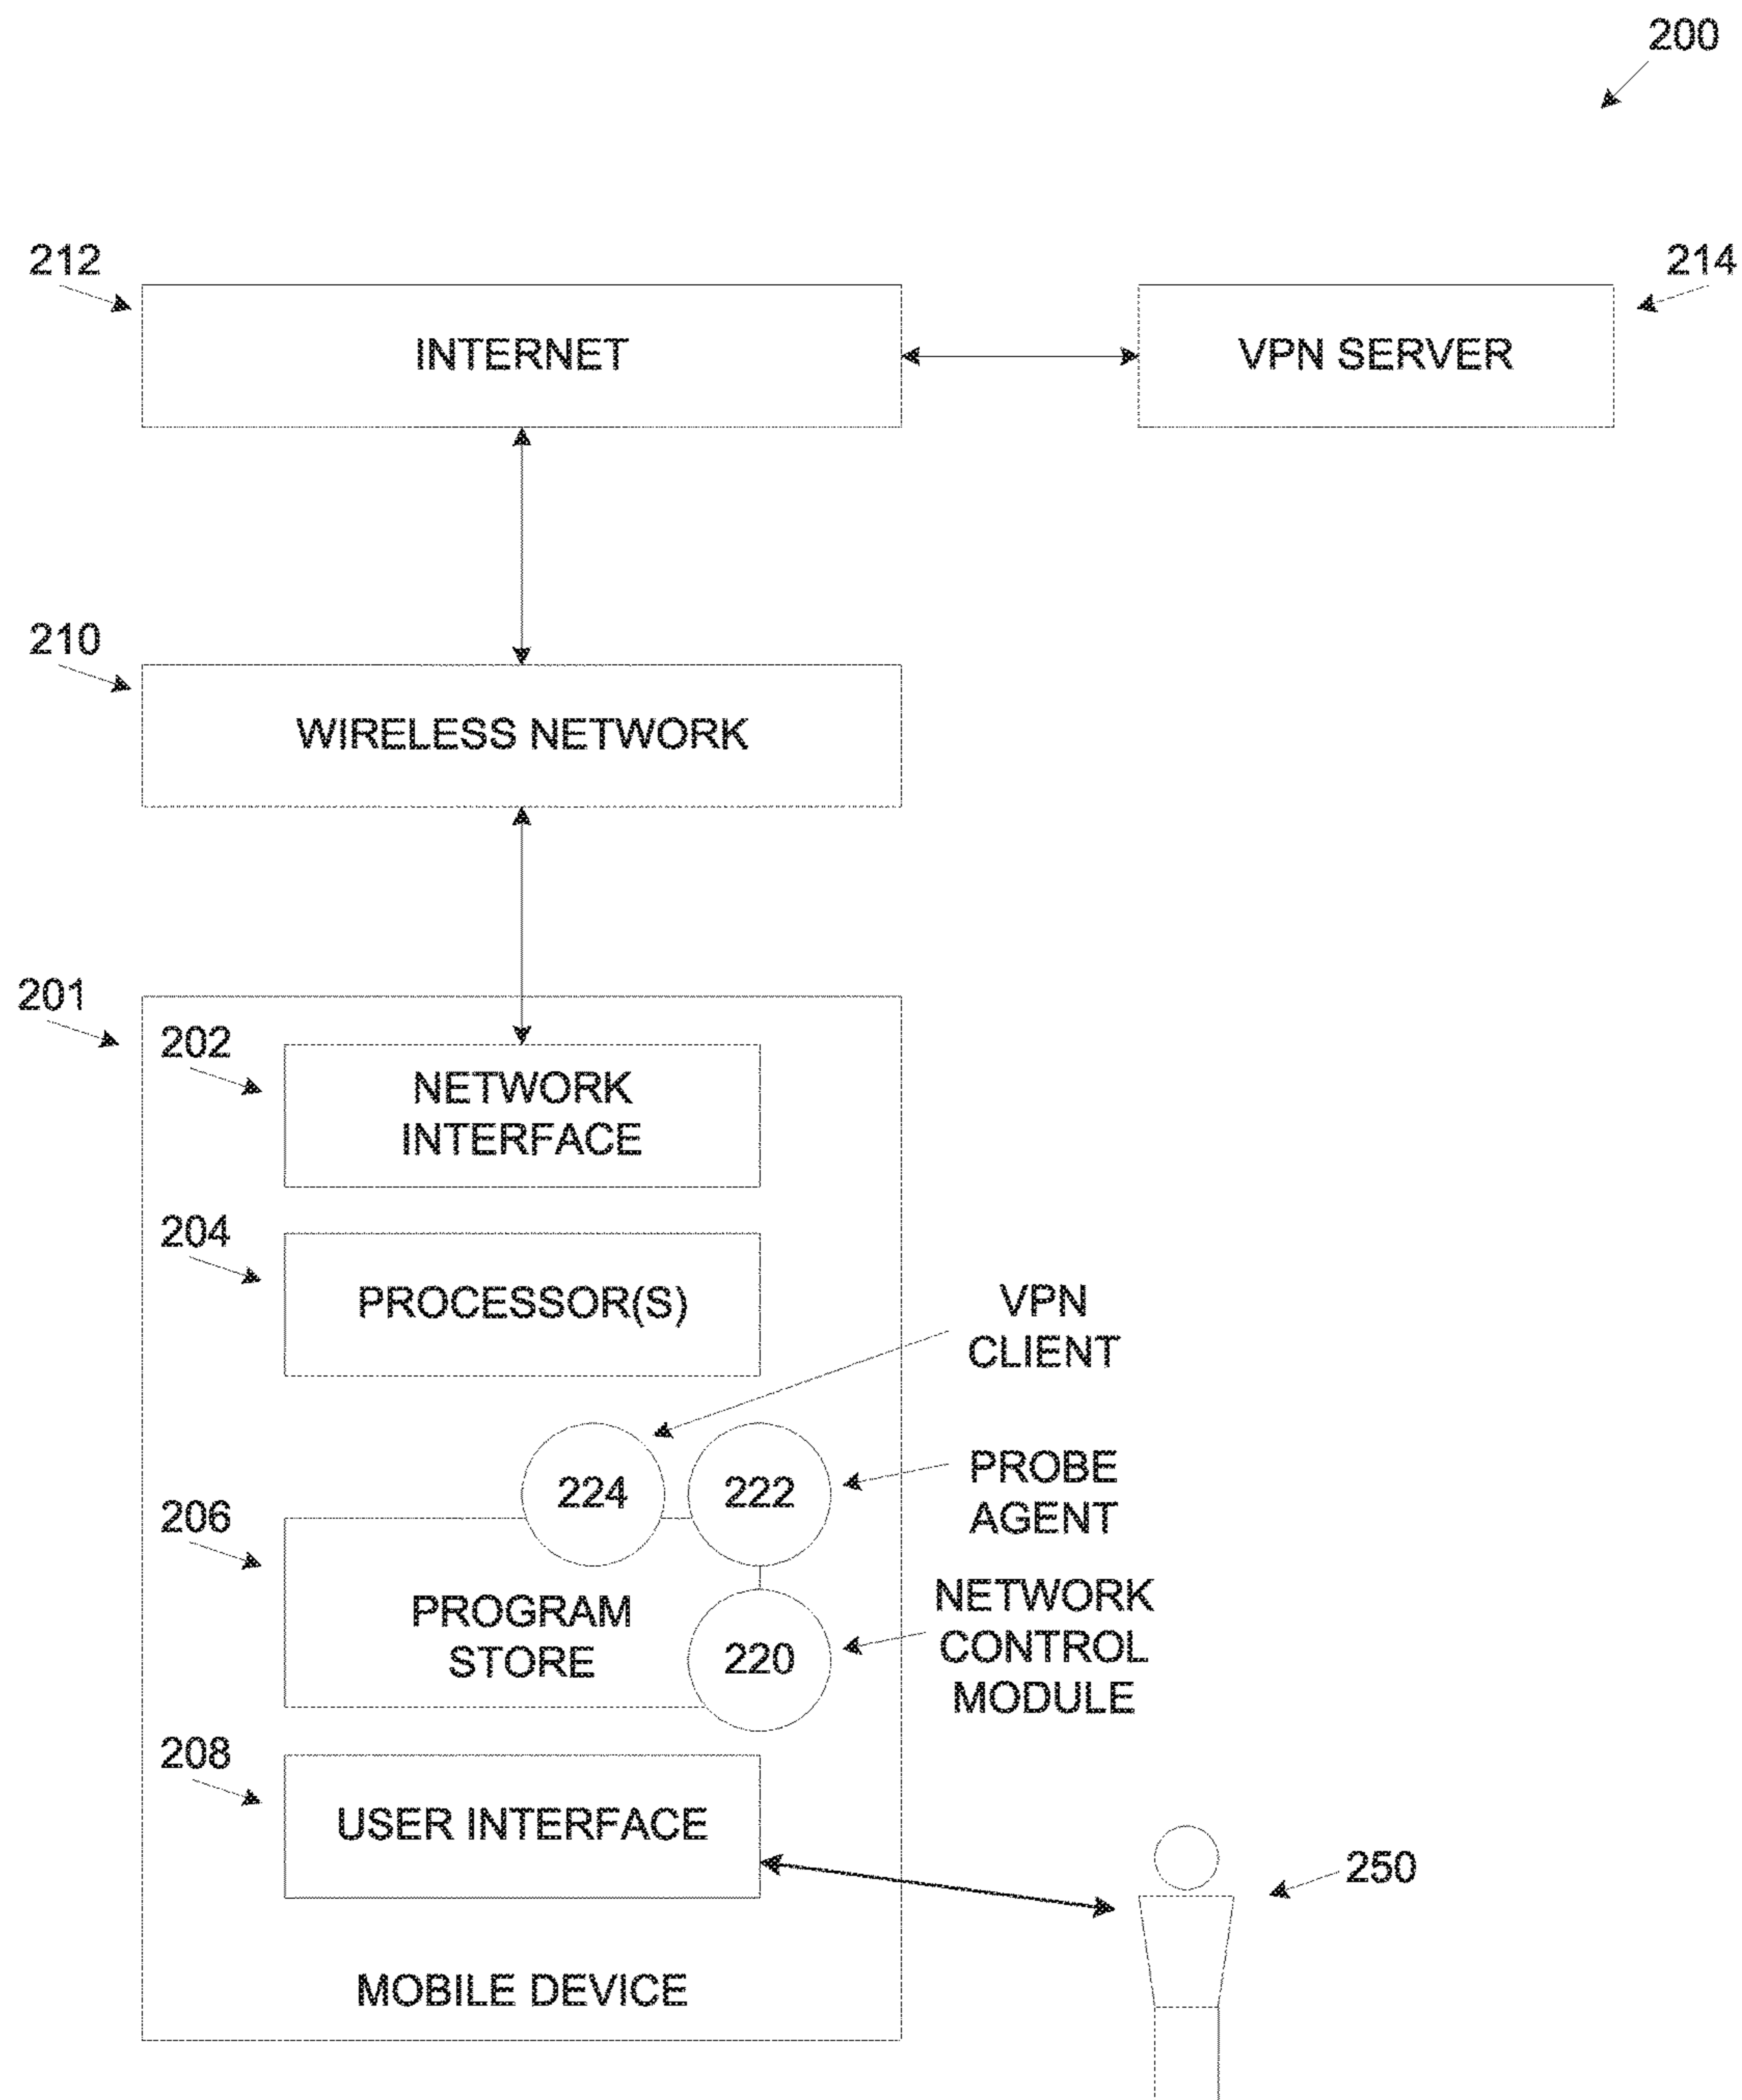 200
212
214
INTERNET
VPN SERVER
210
WIRELESS NETWORK
201
202
NETWORK
INTERFACE
204
PROCESSOR(S)
VPN
CLIENT
224
222
PROBE
AGENT
206
PROGRAM
STORE
220
NETWORK
CONTROL
MODULE
208
USER INTERFACE
250
MOBILE DEVICE